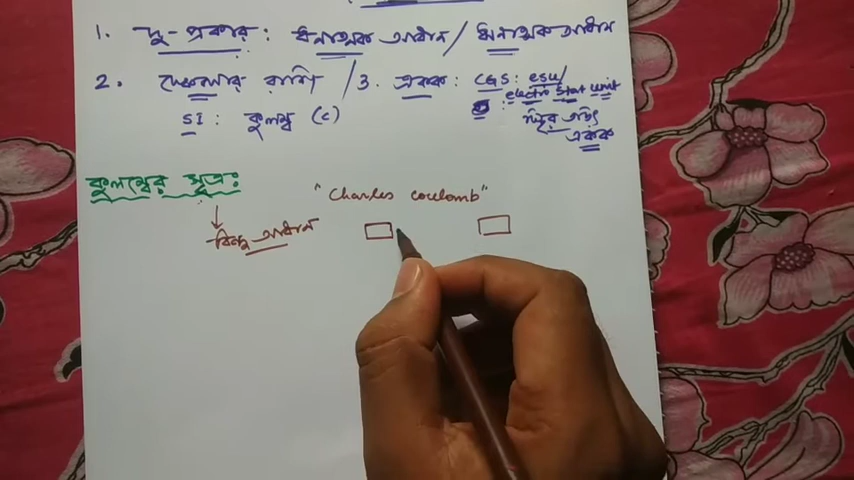 1. দু-প্রকার: ধনাত্মক আধান / ঋনাত্মক আধান
2. স্কেলার রাশি / 3. একক: CGS: esu/
: electro stat unit
SI: কুলম্ব (C)
স্থির তড়িৎ
একক
কুলম্বের সূত্র:
"Charles Coulomb"
বিন্দু আধান